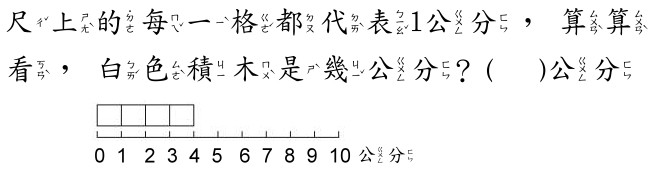 尺上的每一格都代表1公分，算算
看，白色積木是幾公分？(　　)公分
0 1 2 3 4 5 6 7 8 9 10 公分